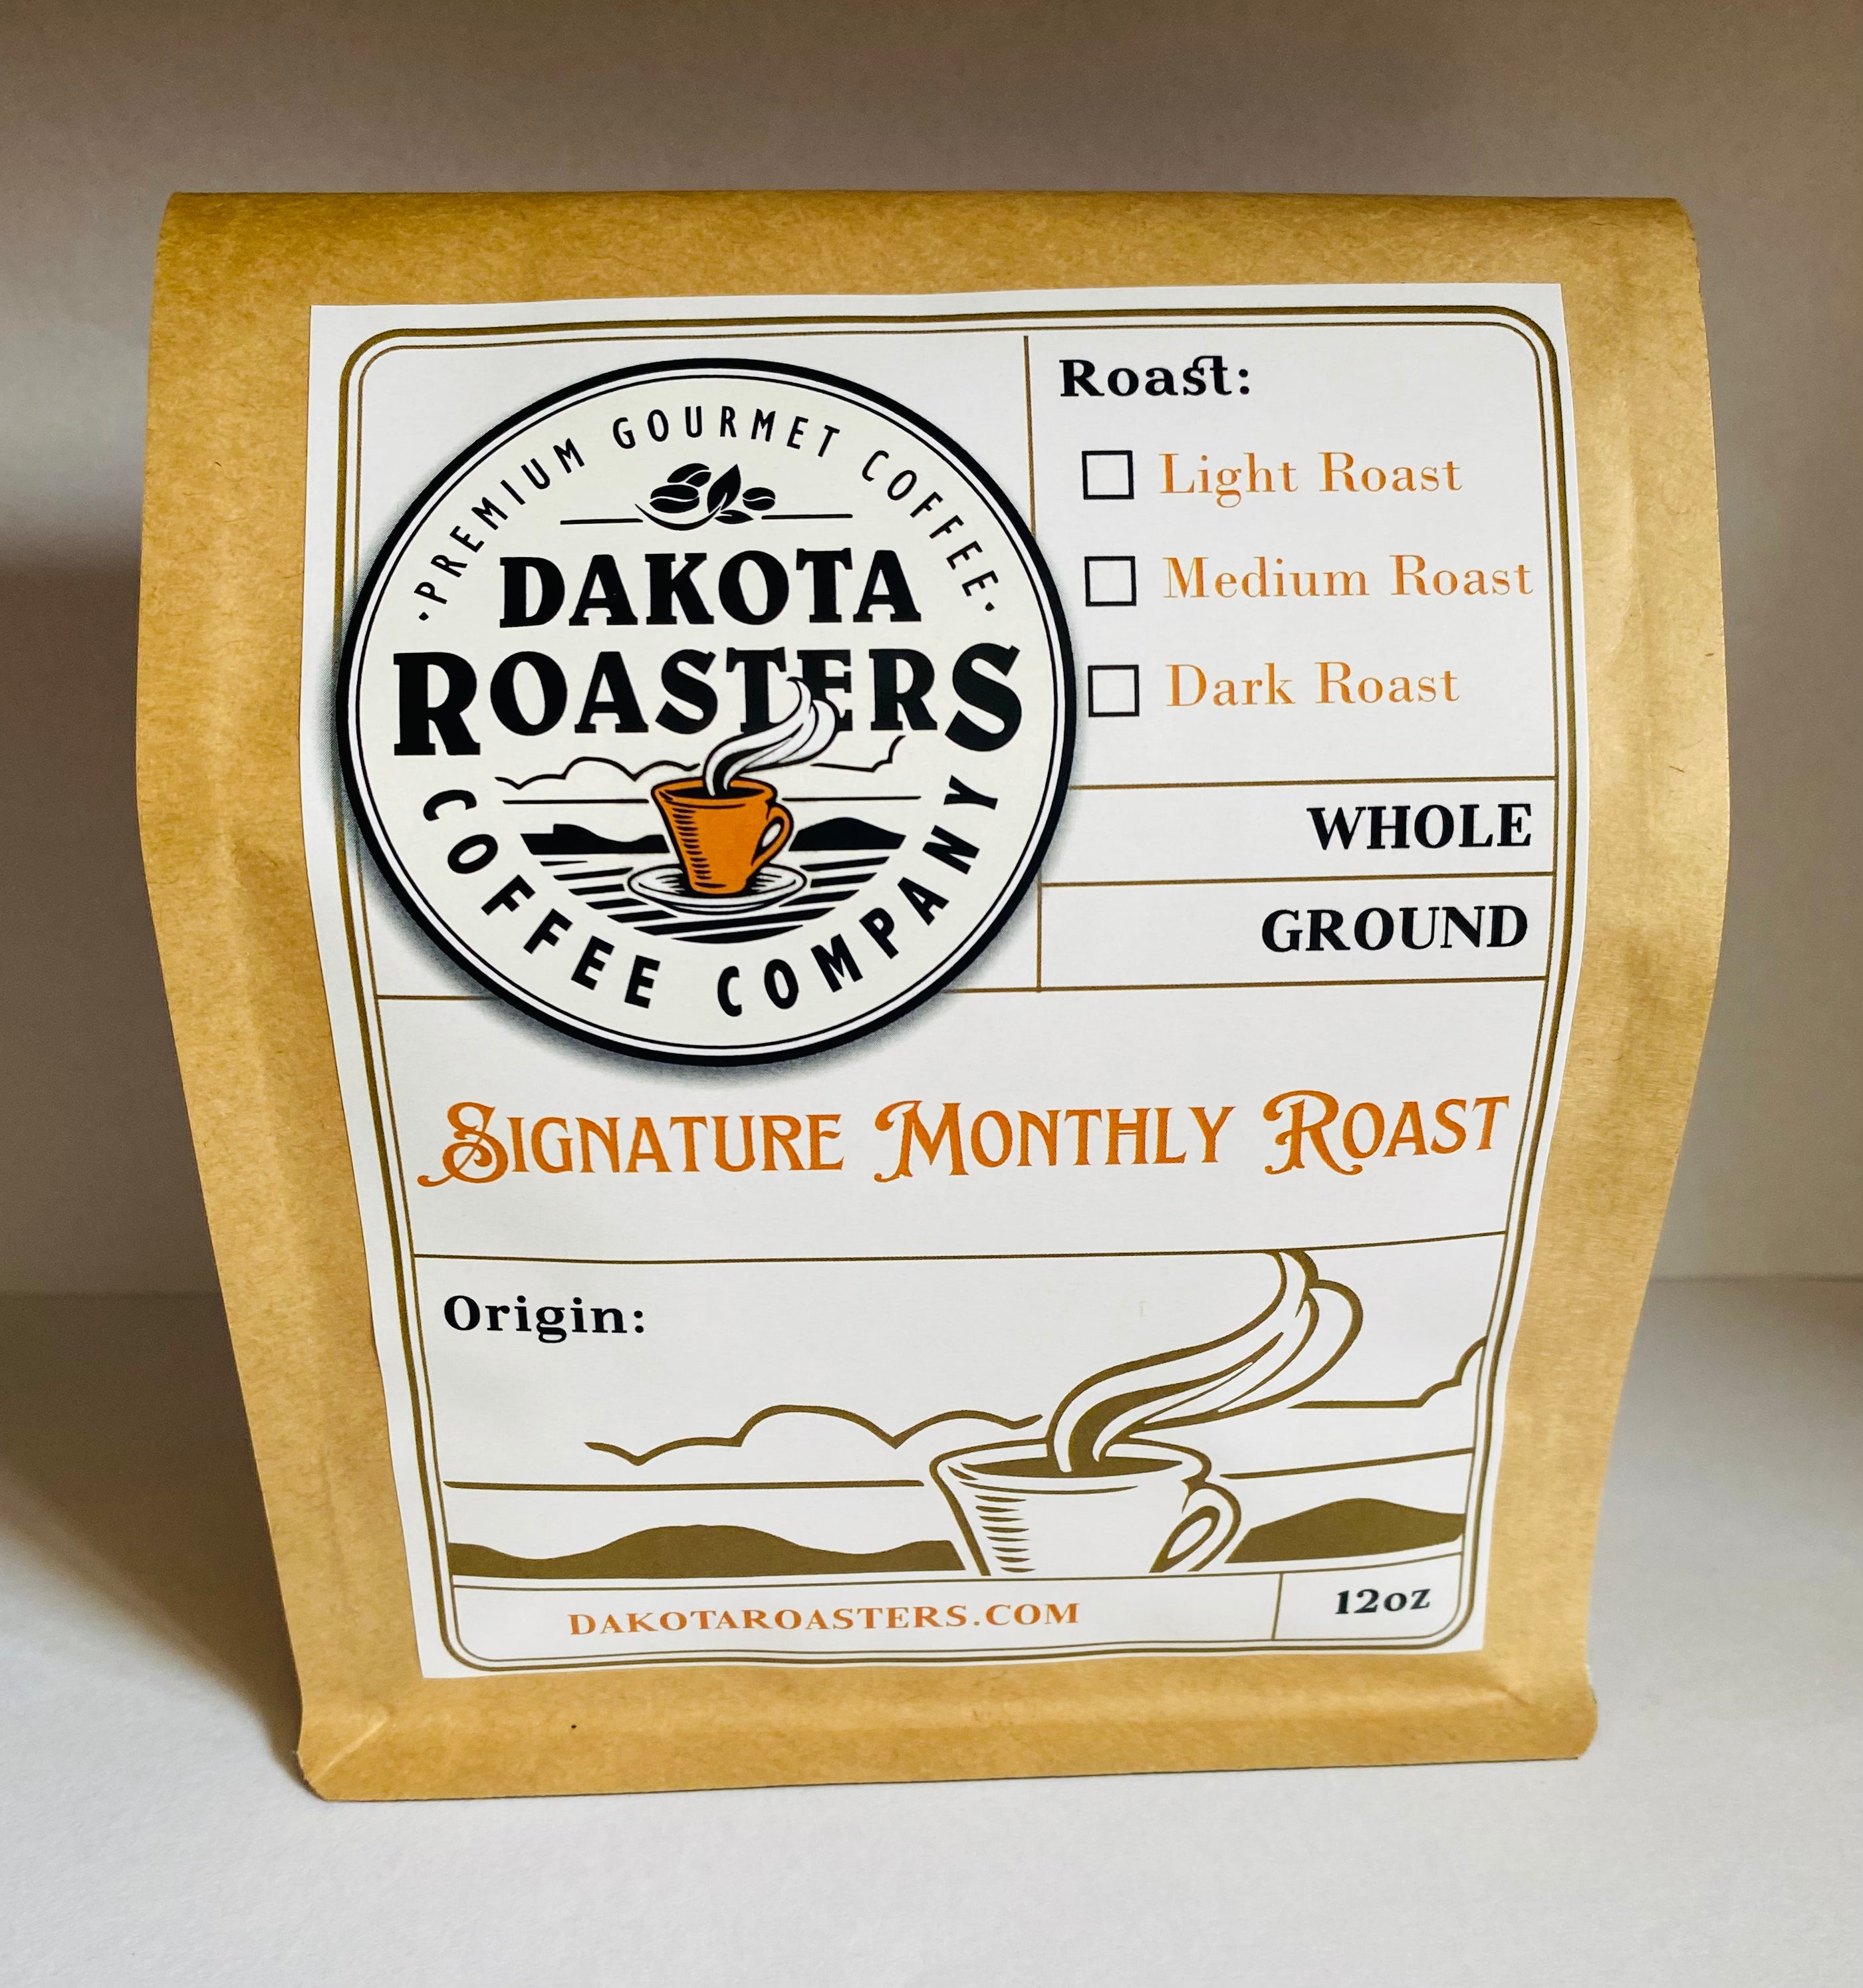 PREMIUM GOURMET COFFEE
DAKOTA
ROASTERS
COFFEE COMPANY
Roast:
Light Roast
Medium Roast
Dark Roast
WHOLE
GROUND
SIGNATURE MONTHLY ROAST
Origin:
DAKOTAROASTERS.COM
12oz